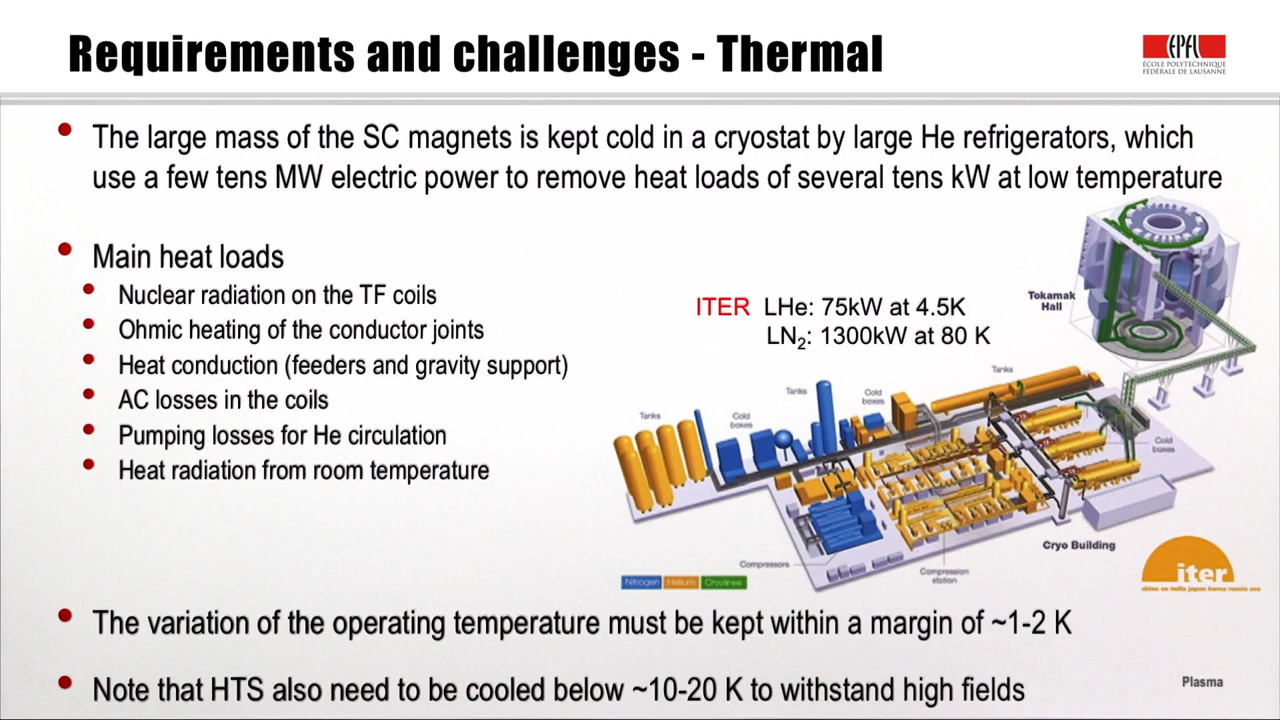 Requirements and challenges - Thermal
EPFL
ÉCOLE POLYTECHNIQUE
FÉDÉRALE DE LAUSANNE
• The large mass of the SC magnets is kept cold in a cryostat by large He refrigerators, which
use a few tens MW electric power to remove heat loads of several tens kW at low temperature
• Main heat loads
• Nuclear radiation on the TF coils
• Ohmic heating of the conductor joints
• Heat conduction (feeders and gravity support)
• AC losses in the coils
• Pumping losses for He circulation
• Heat radiation from room temperature
ITER LHe: 75kW at 4.5K
LN₂: 1300kW at 80 K
Tokamak
Hall
Tanks
Tanks
Cold
boxes
Tanks
Cold
boxes
Cold
boxes
Cryo Building
Compressors
Compression
station
Nitrogen Helium Cryolines
iter
china eu india japan korea russia usa
• The variation of the operating temperature must be kept within a margin of ~1-2 K
• Note that HTS also need to be cooled below ~10-20 K to withstand high fields
Plasma